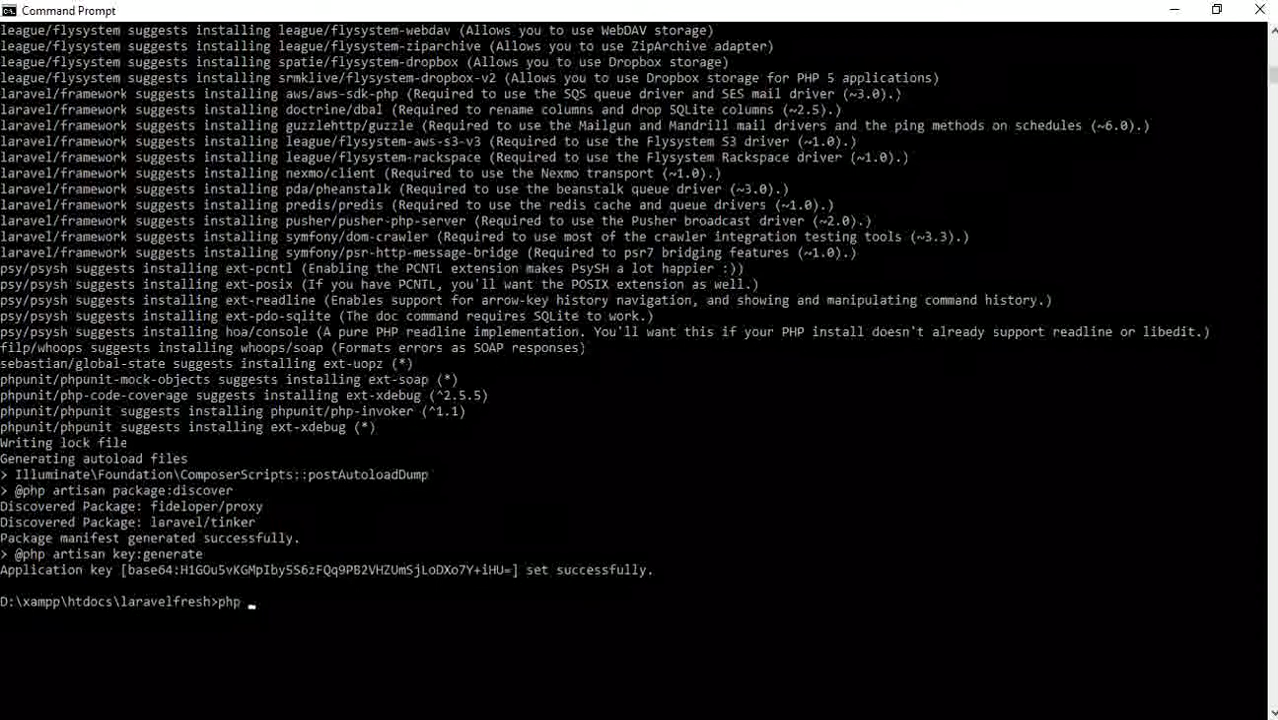 Command Prompt
league/flysystem suggests installing league/flysystem-webdav (Allows you to use WebDAV storage)
league/flysystem suggests installing league/flysystem-ziparchive (Allows you to use ZipArchive adapter)
league/flysystem suggests installing spatie/flysystem-dropbox (Allows you to use Dropbox storage)
league/flysystem suggests installing srmklive/flysystem-dropbox-v2 (Allows you to use Dropbox storage for PHP 5 applications)
laravel/framework suggests installing aws/aws-sdk-php (Required to use the SQS queue driver and SES mail driver (~3.0).)
laravel/framework suggests installing doctrine/dbal (Required to rename columns and drop SQLite columns (~2.5).)
laravel/framework suggests installing guzzlehttp/guzzle (Required to use the Mailgun and Mandrill mail drivers and the ping methods on schedules (~6.0).)
laravel/framework suggests installing league/flysystem-aws-s3-v3 (Required to use the Flysystem S3 driver (~1.0).)
laravel/framework suggests installing league/flysystem-rackspace (Required to use the Flysystem Rackspace driver (~1.0).)
laravel/framework suggests installing nexmo/client (Required to use the Nexmo transport (~1.0).)
laravel/framework suggests installing pda/pheanstalk (Required to use the beanstalk queue driver (~3.0).)
laravel/framework suggests installing predis/predis (Required to use the redis cache and queue drivers (~1.0).)
laravel/framework suggests installing pusher/pusher-php-server (Required to use the Pusher broadcast driver (~2.0).)
laravel/framework suggests installing symfony/dom-crawler (Required to use most of the crawler integration testing tools (~3.3).)
laravel/framework suggests installing symfony/psr-http-message-bridge (Required to psr7 bridging features (~1.0).)
psy/psysh suggests installing ext-pcntl (Enabling the PCNTL extension makes PsySH a lot happier :))
psy/psysh suggests installing ext-posix (If you have PCNTL, you'll want the POSIX extension as well.)
psy/psysh suggests installing ext-readline (Enables support for arrow-key history navigation, and showing and manipulating command history.)
psy/psysh suggests installing ext-pdo-sqlite (The doc command requires SQLite to work.)
psy/psysh suggests installing hoa/console (A pure PHP readline implementation. You'll want this if your PHP install doesn't already support readline or libedit.)
filp/whoops suggests installing whoops/soap (Formats errors as SOAP responses)
sebastian/global-state suggests installing ext-uopz (*)
phpunit/phpunit-mock-objects suggests installing ext-soap (*)
phpunit/php-code-coverage suggests installing ext-xdebug (^2.5.5)
phpunit/phpunit suggests installing phpunit/php-invoker (^1.1)
phpunit/phpunit suggests installing ext-xdebug (*)
Writing lock file
Generating autoload files
> Illuminate\Foundation\ComposerScripts::postAutoloadDump
> @php artisan package:discover
Discovered Package: fideloper/proxy
Discovered Package: laravel/tinker
Package manifest generated successfully.
> @php artisan key:generate
Application key [base64:H1GOu5vKGMpIby5S6zFQq9PB2VHZUmSjLoDXo7Y+iHU=] set successfully.
D:\xampp\htdocs\laravelfresh>php _